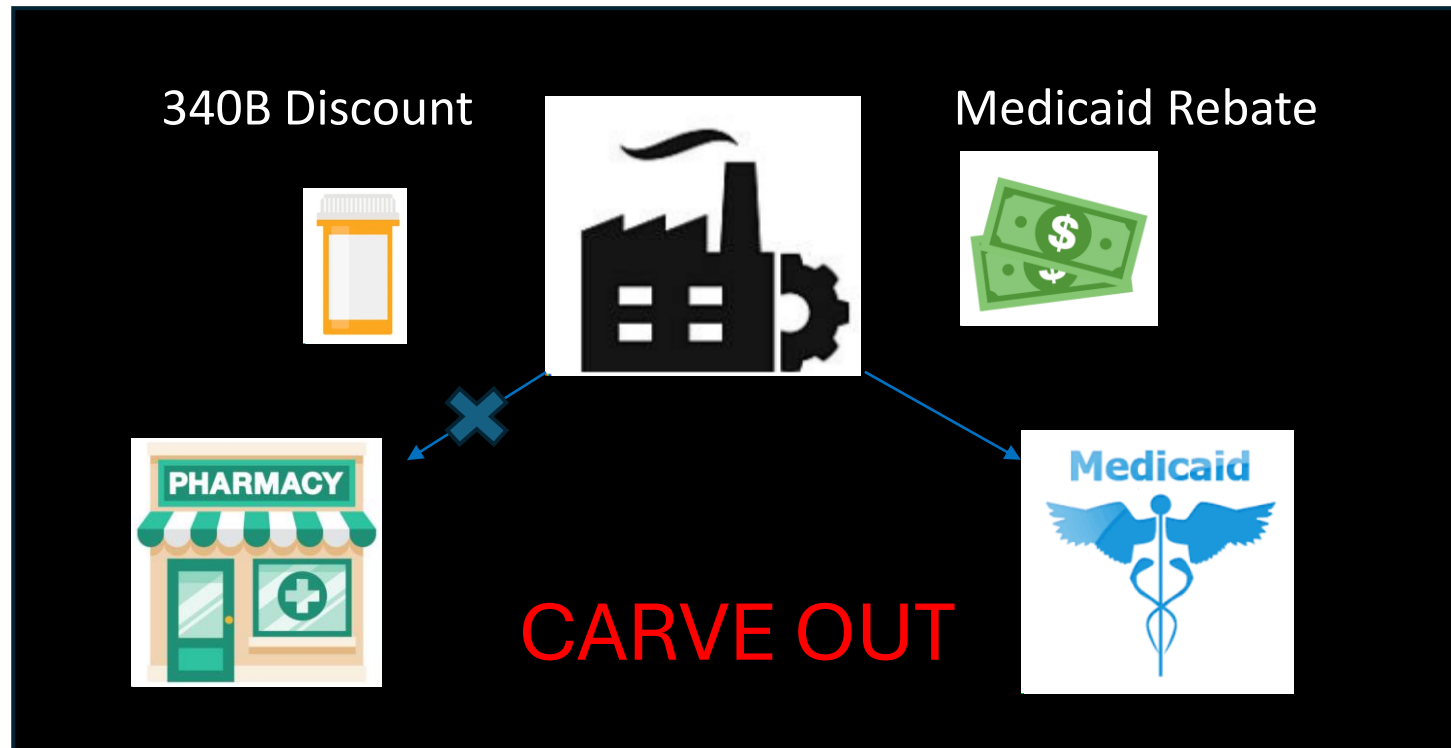 340B Discount
Medicaid Rebate
$
$
PHARMACY
Medicaid
CARVE OUT